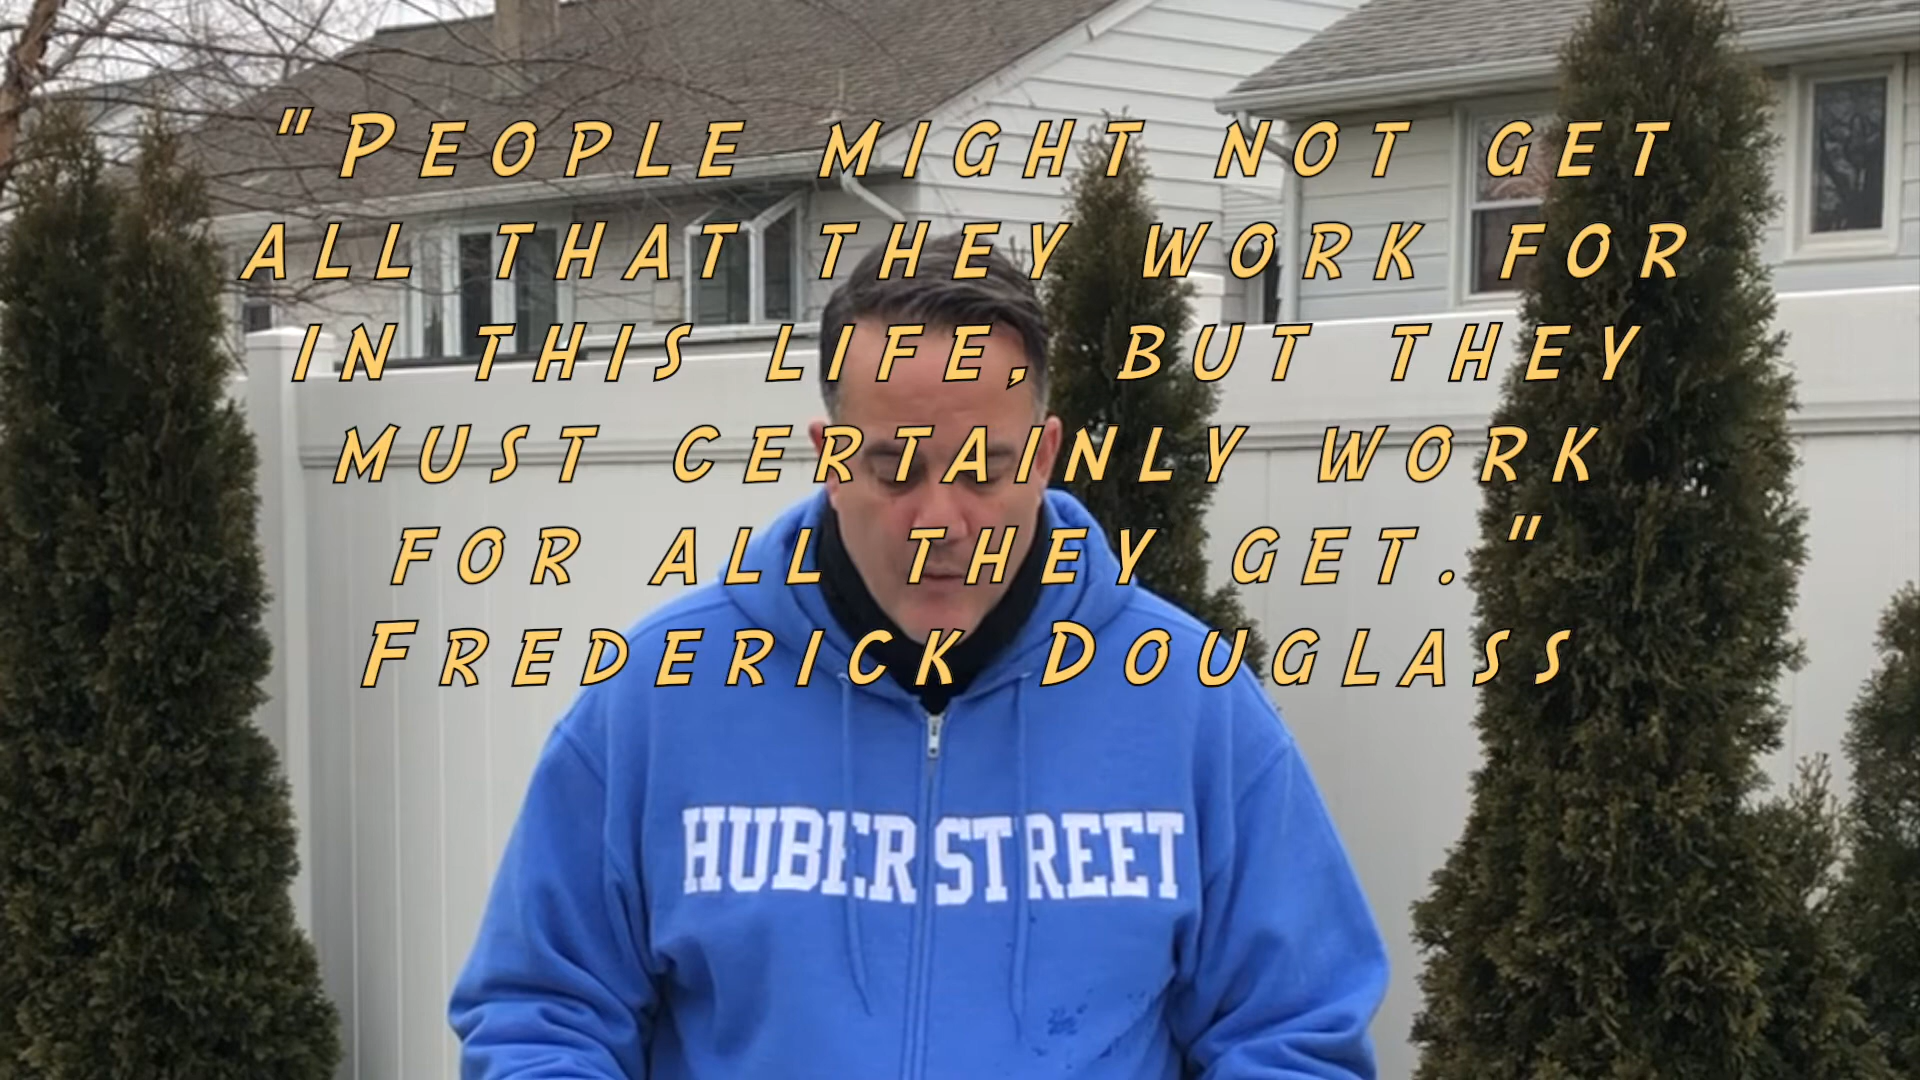 "People might not get
all that they work for
in this life, but they
must certainly work
for all they get."
Frederick Douglass
HUBER STREET